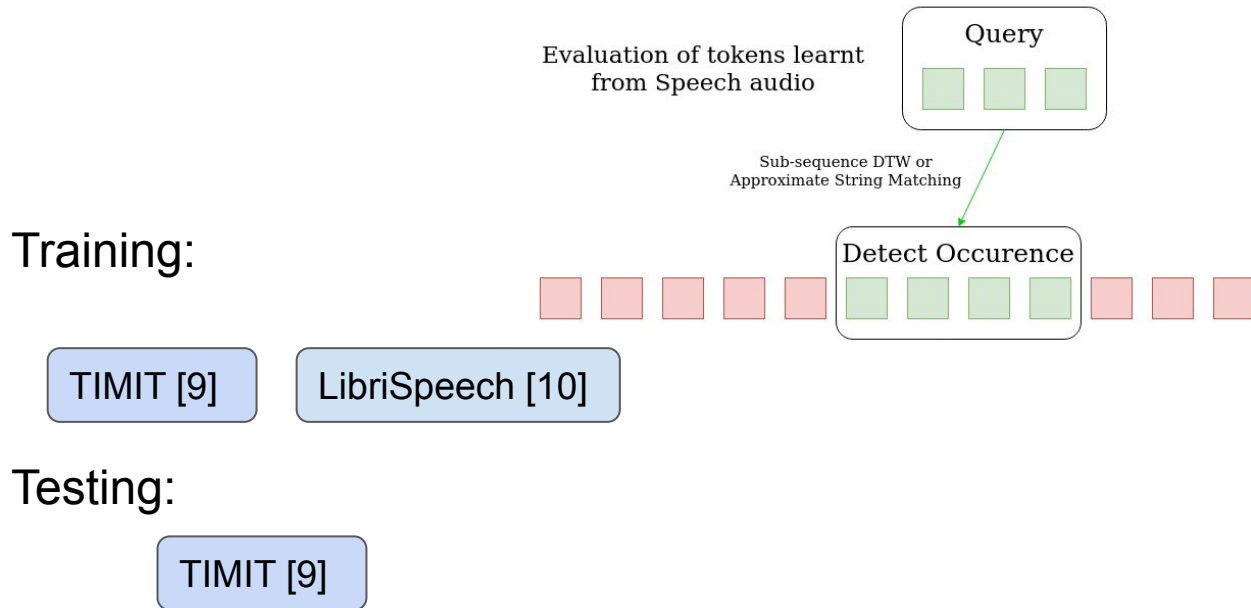 Query
Evaluation of tokens learnt
from Speech audio
Sub-sequence DTW or
Approximate String Matching
Detect Occurence
Training:
TIMIT [9]
LibriSpeech [10]
Testing:
TIMIT [9]